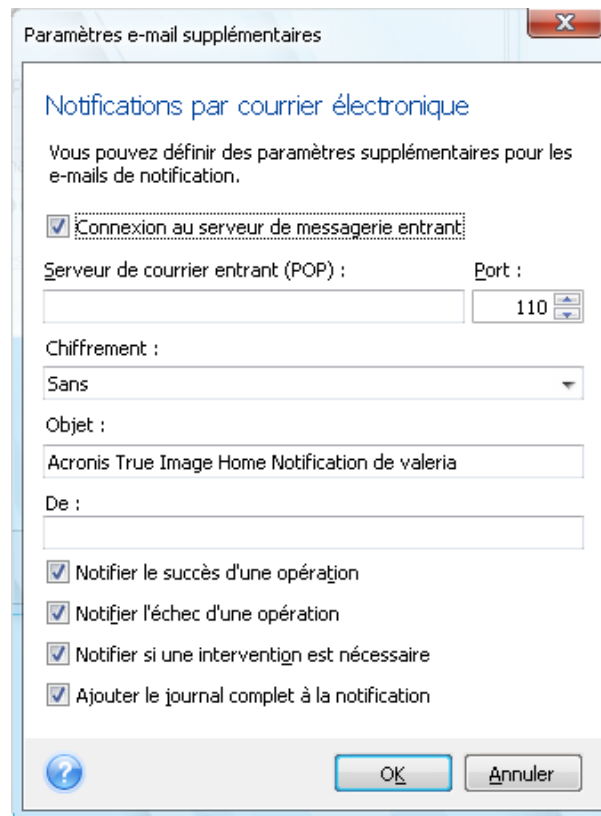 Paramètres e-mail supplémentaires
Notifications par courrier électronique
Vous pouvez définir des paramètres supplémentaires pour les
e-mails de notification.
Connexion au serveur de messagerie entrant
Serveur de courrier entrant (POP) : Port :
110
Chiffrement :
Sans
Objet :
Acronis True Image Home Notification de valeria
De :
Notifier le succès d'une opération
Notifier l'échec d'une opération
Notifier si une intervention est nécessaire
Ajouter le journal complet à la notification
? OK Annuler